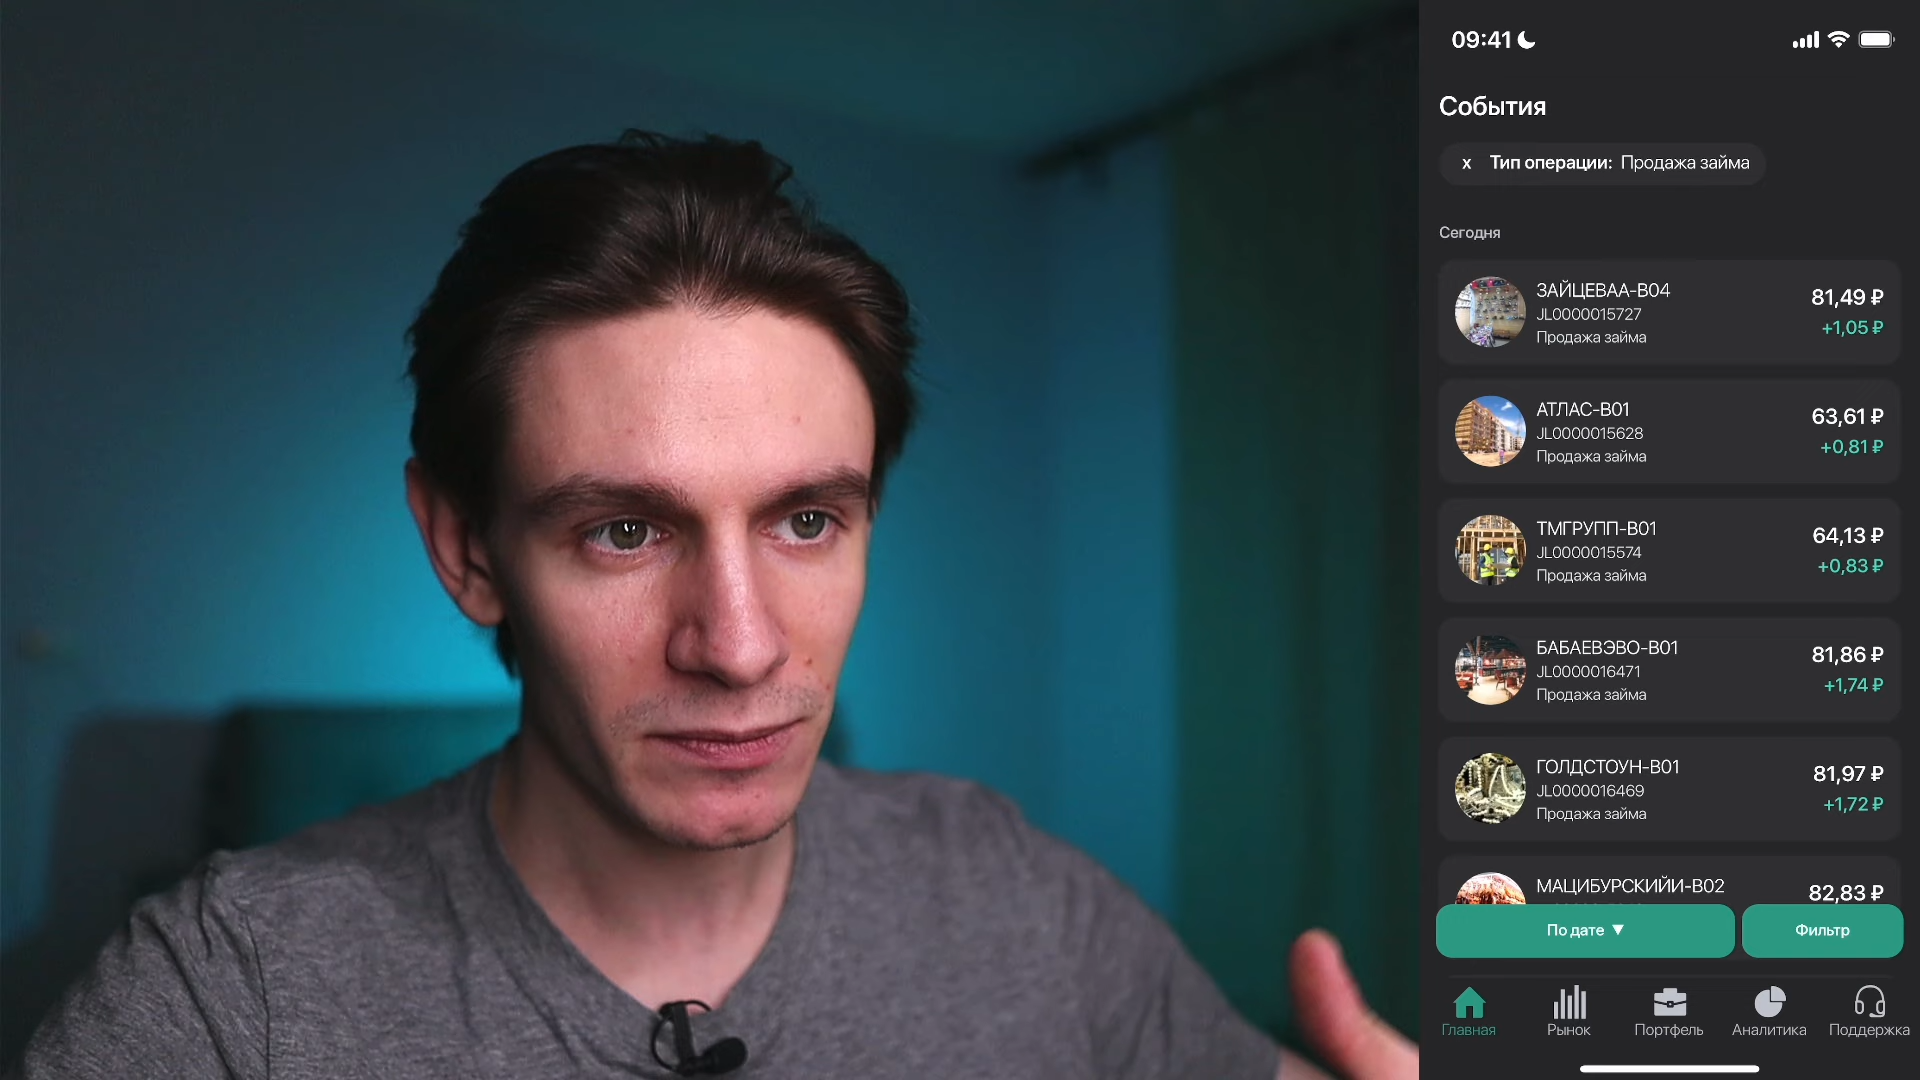 09:41
События
x Тип операции: Продажа займа
Сегодня
ЗАЙЦЕВАА-В04
81,49 ₽
JL0000015727
+1,05 ₽
Продажа займа
АТЛАС-В01
63,61 ₽
JL0000015628
+0,81 ₽
Продажа займа
ТМГРУПП-В01
64,13 ₽
JL0000015574
+0,83 ₽
Продажа займа
БАБАЕВЭВО-В01
81,86 ₽
JL0000016471
+1,74 ₽
Продажа займа
ГОЛДСТОУН-В01
81,97 ₽
JL0000016469
+1,72 ₽
Продажа займа
МАЦИБУРСКИЙИ-В02
82,83 ₽
По дате ▼
Фильтр
Главная
Рынок
Портфель
Аналитика
Поддержка